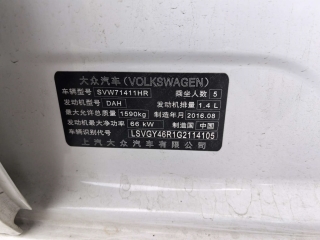 大众汽车(VOLKSWAGEN)
车辆型号 SVW71411HR 乘坐人数 5
发动机型号 DAH 发动机排量 1.4 L
最大允许总质量 1590kg 制造年月 2016.08
发动机最大净功率 66 kW 制造国 中国
车辆识别代号 LSVGY46R1G2114105
上汽大众汽车有限公司